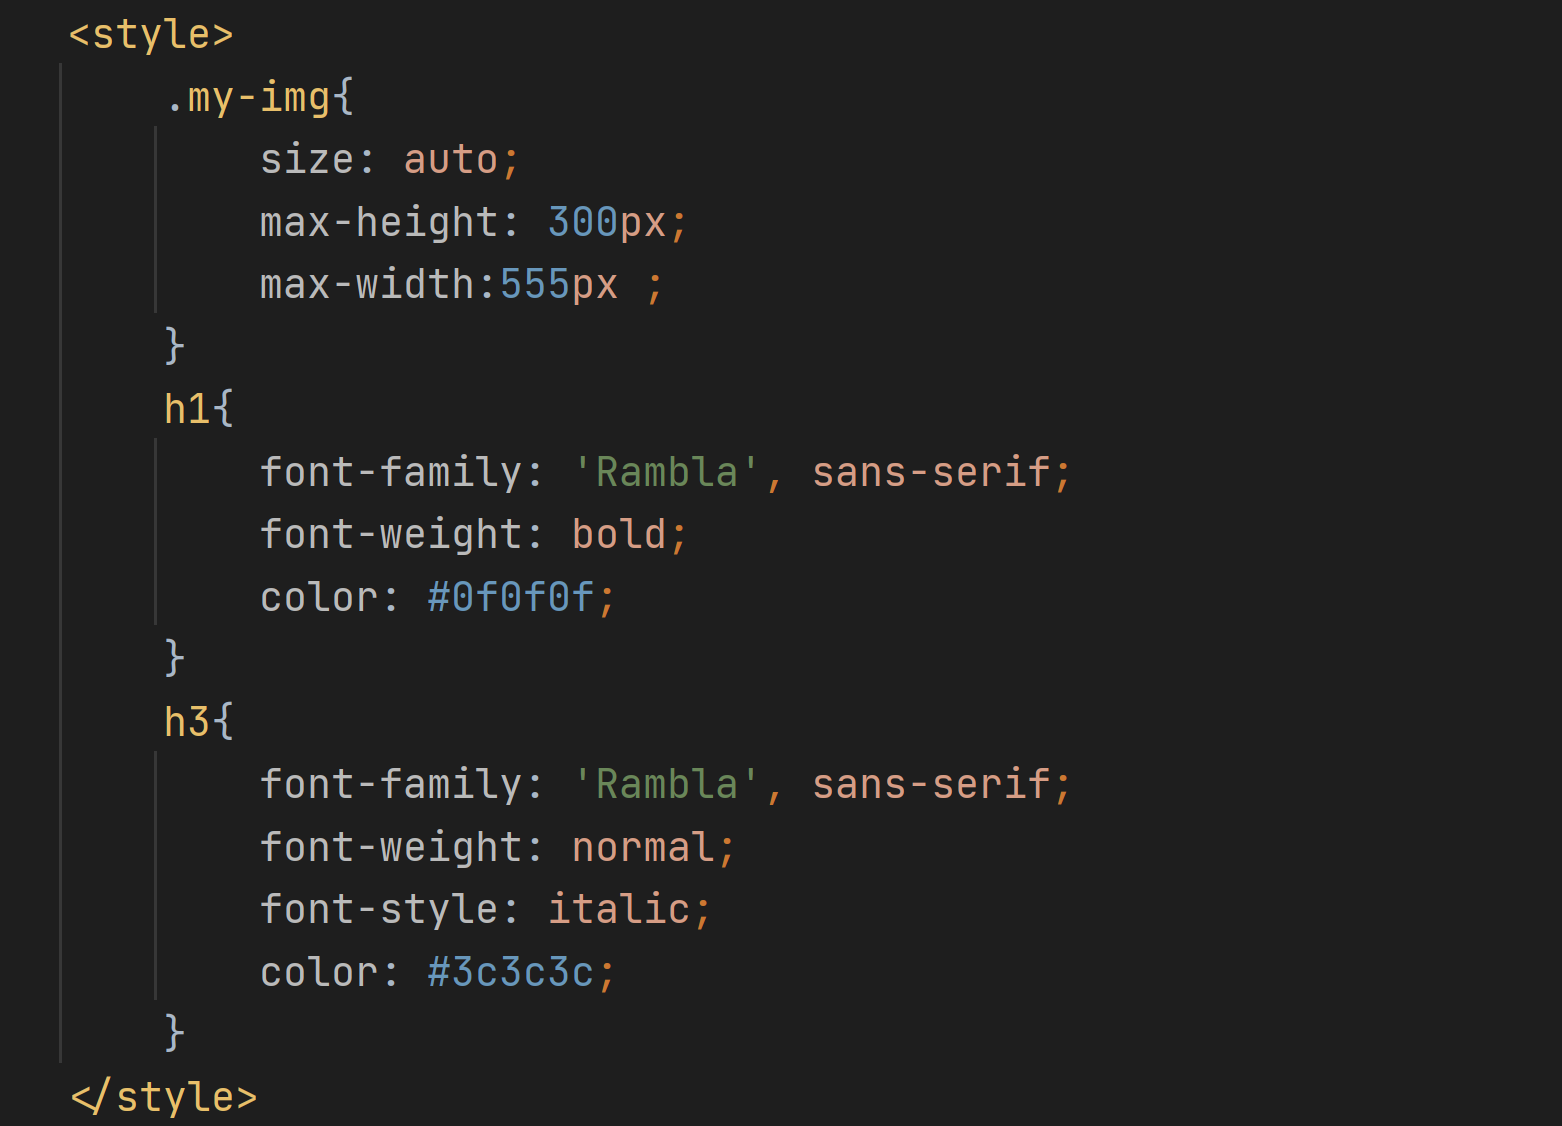 <style>
.my-img{
size: auto;
max-height: 300px;
max-width:555px ;
}
h1{
font-family: 'Rambla', sans-serif;
font-weight: bold;
color: #0f0f0f;
}
h3{
font-family: 'Rambla', sans-serif;
font-weight: normal;
font-style: italic;
color: #3c3c3c;
}
</style>